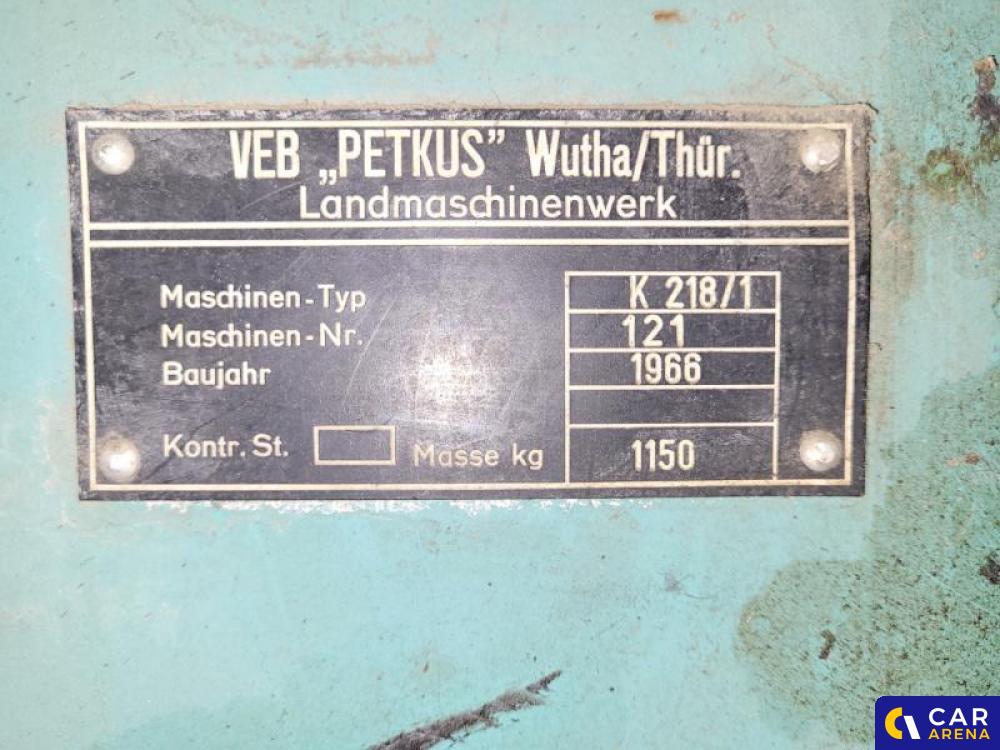 VEB „PETKUS” Wutha/Thür.
Landmaschinenwerk
Maschinen-Typ K 218/1
Maschinen-Nr. 121
Baujahr 1966
Kontr. St. Masse kg 1150
CAR
ARENA